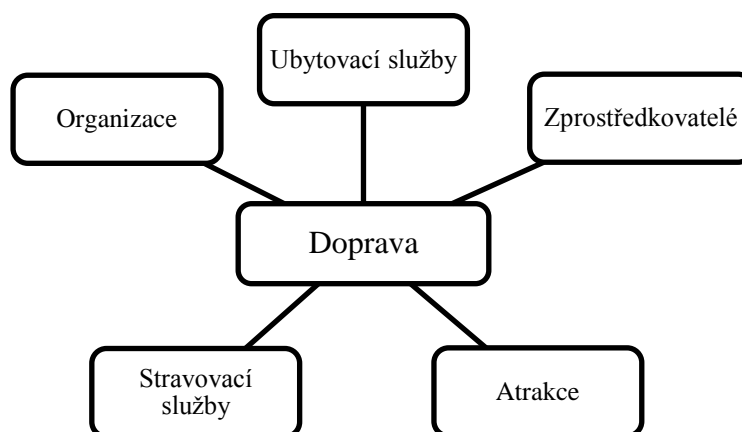 Ubytovací služby
Organizace
Zprostředkovatelé
Doprava
Stravovací
služby
Atrakce